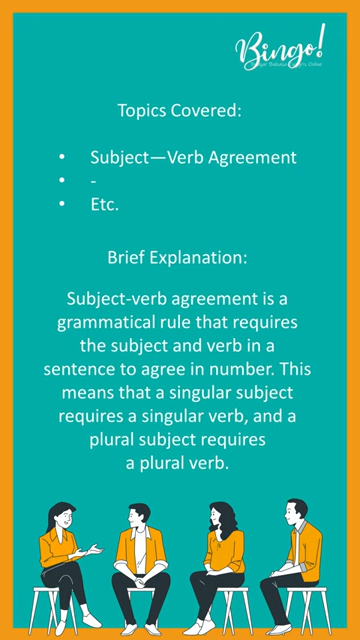 Bingo!
Topics Covered:
• Subject—Verb Agreement
• -
• Etc.
Brief Explanation:
Subject-verb agreement is a
grammatical rule that requires
the subject and verb in a
sentence to agree in number. This
means that a singular subject
requires a singular verb, and a
plural subject requires
a plural verb.